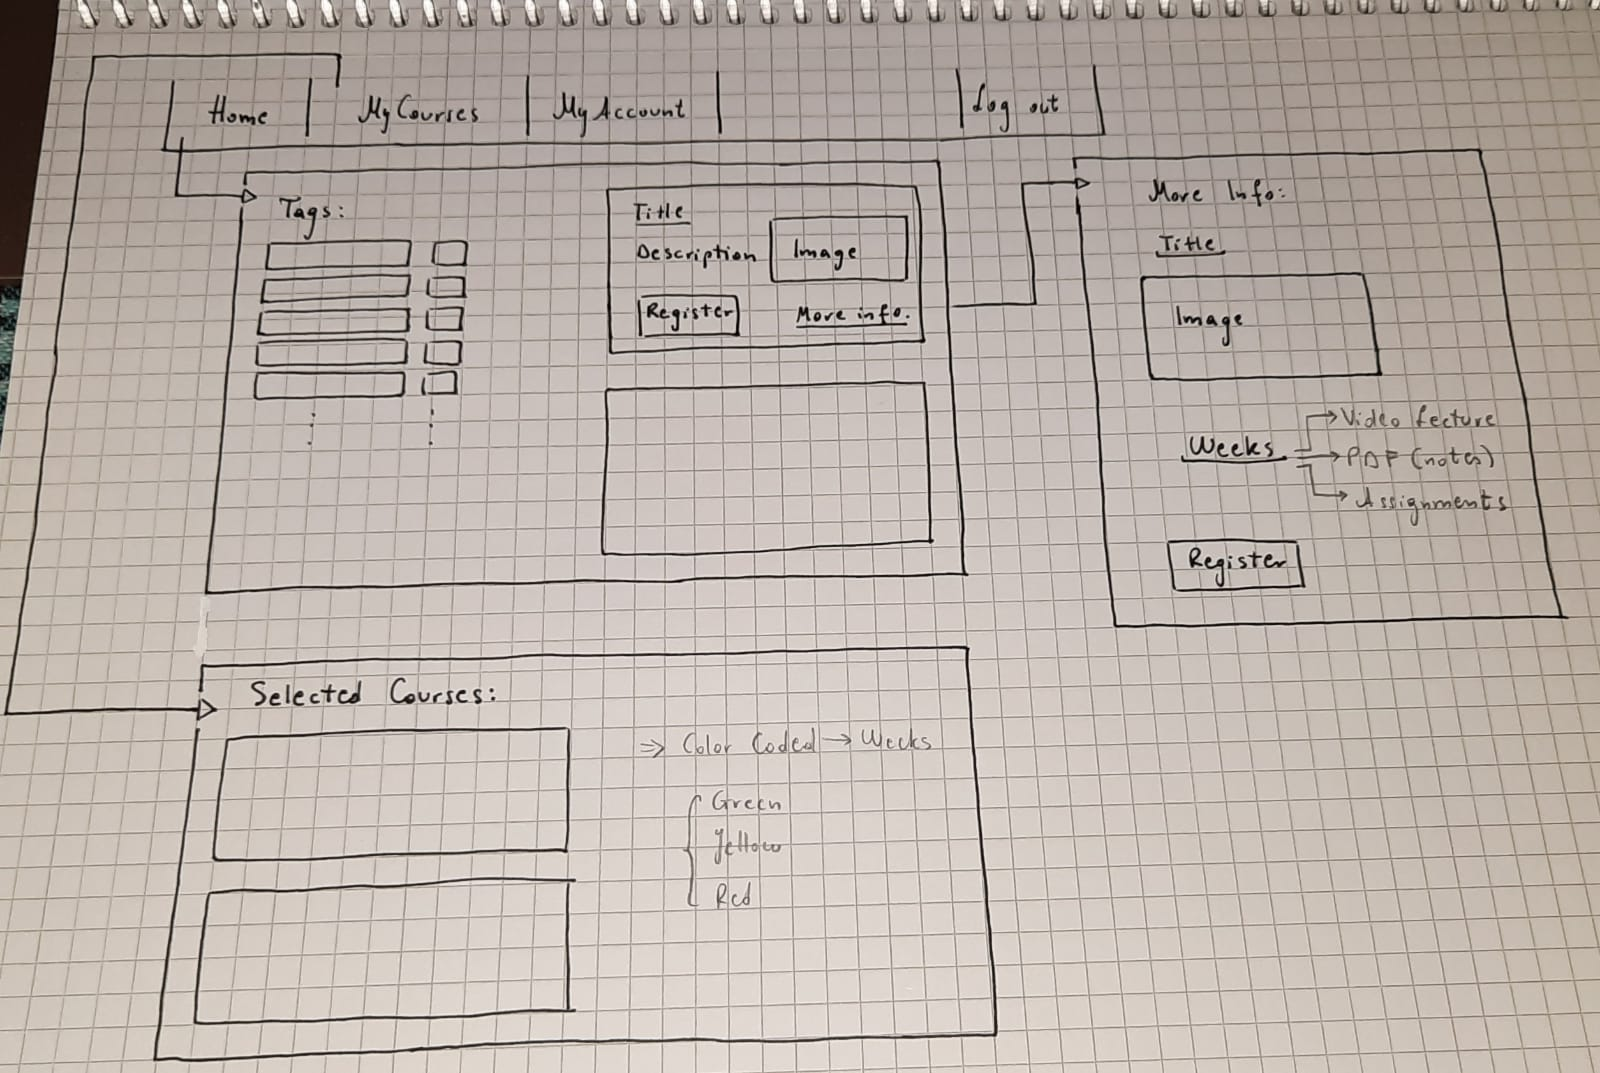 Home
My Courses
My Account
Log out
Tags:
Title
Description
Image
Register
More info.
More Info:
Title
Image
Weeks
Video Lecture
PDF (notes)
Assignments
Register
Selected Courses:
⇒ Color Coded → Weeks
Green
Yellow
Red